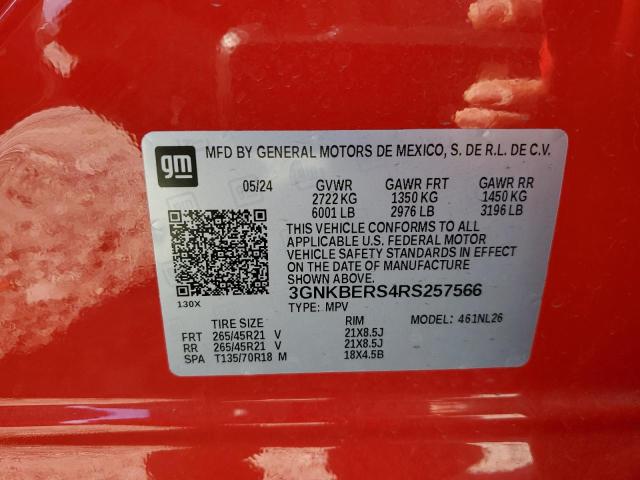 gm
MFD BY GENERAL MOTORS DE MEXICO, S. DE R.L. DE C.V.
05/24 GVWR GAWR FRT GAWR RR
2722 KG 1350 KG 1450 KG
6001 LB 2976 LB 3196 LB
THIS VEHICLE CONFORMS TO ALL
APPLICABLE U.S. FEDERAL MOTOR
VEHICLE SAFETY STANDARDS IN EFFECT
ON THE DATE OF MANUFACTURE
SHOWN ABOVE.
3GNKBERS4RS257566
130X
TYPE: MPV MODEL: 461NL26
TIRE SIZE RIM
FRT 265/45R21 V 21X8.5J
RR 265/45R21 V 21X8.5J
SPA T135/70R18 M 18X4.5B